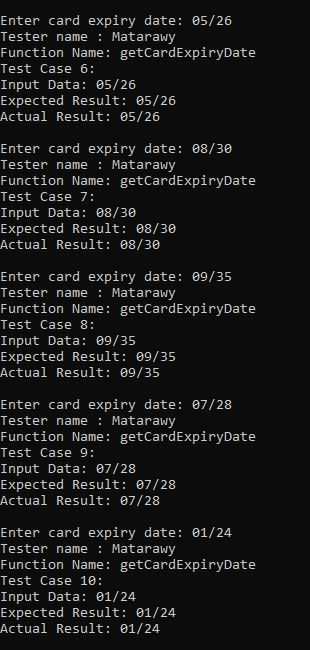 Enter card expiry date: 05/26
Tester name : Matarawy
Function Name: getCardExpiryDate
Test Case 6:
Input Data: 05/26
Expected Result: 05/26
Actual Result: 05/26
Enter card expiry date: 08/30
Tester name : Matarawy
Function Name: getCardExpiryDate
Test Case 7:
Input Data: 08/30
Expected Result: 08/30
Actual Result: 08/30
Enter card expiry date: 09/35
Tester name : Matarawy
Function Name: getCardExpiryDate
Test Case 8:
Input Data: 09/35
Expected Result: 09/35
Actual Result: 09/35
Enter card expiry date: 07/28
Tester name : Matarawy
Function Name: getCardExpiryDate
Test Case 9:
Input Data: 07/28
Expected Result: 07/28
Actual Result: 07/28
Enter card expiry date: 01/24
Tester name : Matarawy
Function Name: getCardExpiryDate
Test Case 10:
Input Data: 01/24
Expected Result: 01/24
Actual Result: 01/24